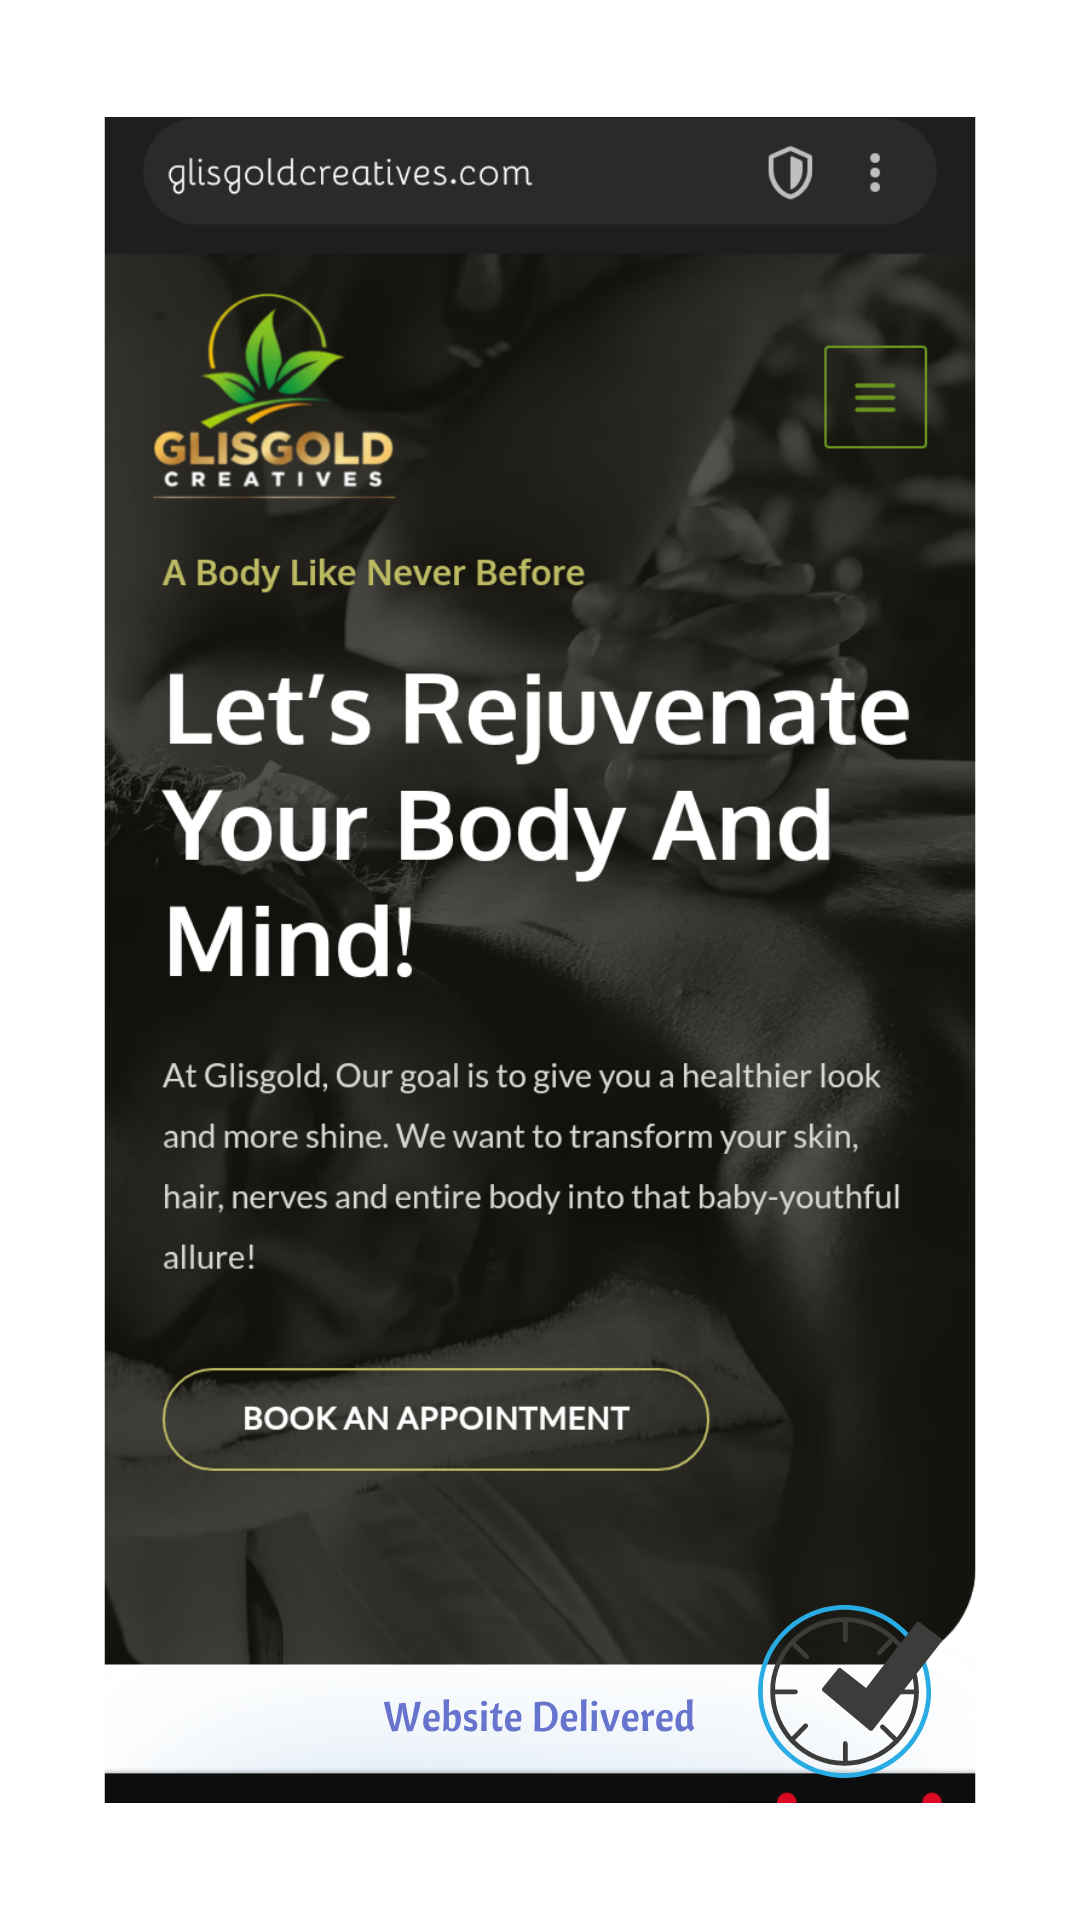 glisgoldcreatives.com
GLISGOLD
CREATIVES
A Body Like Never Before
Let’s Rejuvenate
Your Body And
Mind!
At Glisgold, Our goal is to give you a healthier look
and more shine. We want to transform your skin,
hair, nerves and entire body into that baby-youthful
allure!
BOOK AN APPOINTMENT
Website Delivered